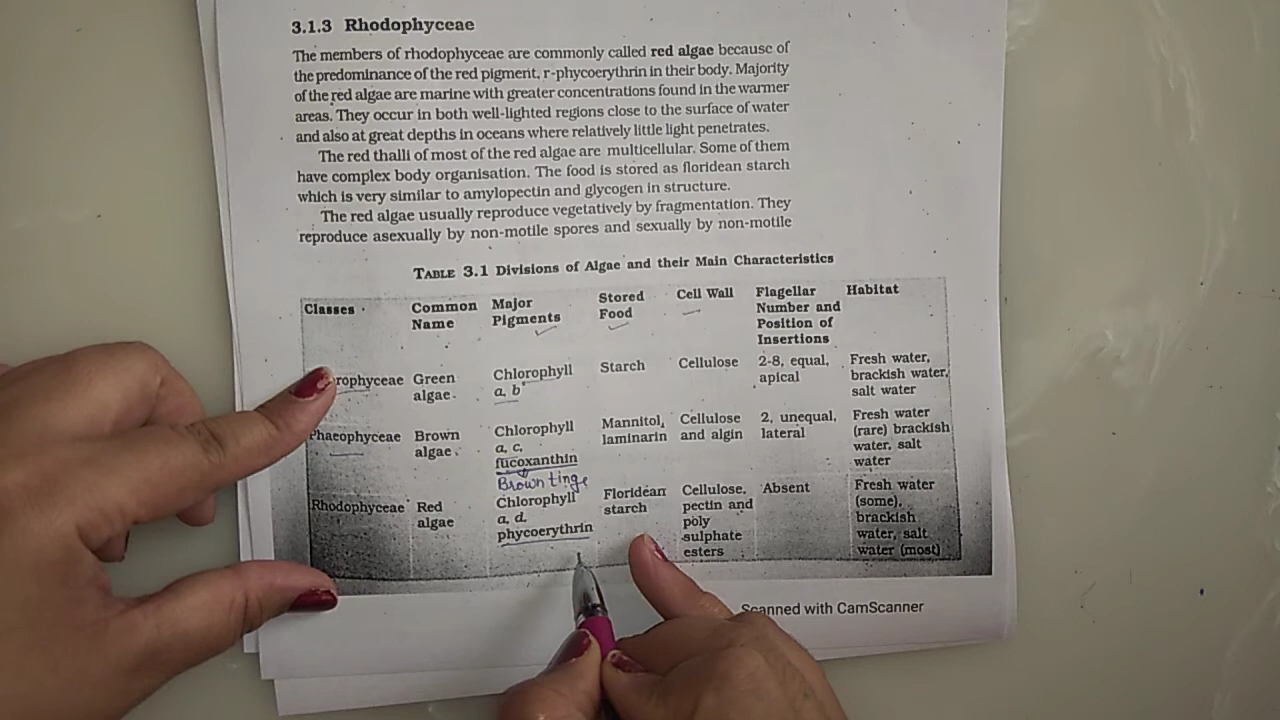 3.1.3 Rhodophyceae
The members of rhodophyceae are commonly called red algae because of
the predominance of the red pigment, r-phycoerythrin in their body. Majority
of the red algae are marine with greater concentrations found in the warmer
areas. They occur in both well-lighted regions close to the surface of water
and also at great depths in oceans where relatively little light penetrates.
The red thalli of most of the red algae are multicellular. Some of them
have complex body organisation. The food is stored as floridean starch
which is very similar to amylopectin and glycogen in structure.
The red algae usually reproduce vegetatively by fragmentation. They
reproduce asexually by non-motile spores and sexually by non-motile
TABLE 3.1 Divisions of Algae and their Main Characteristics
Classes
Common
Name
Major
Pigments
Stored
Food
Cell Wall
Flagellar
Number and
Position of
Insertions
Habitat
rophyceae
Green
algae
Chlorophyll
a, b
Starch
Cellulose
2-8, equal,
apical
Fresh water,
brackish water,
salt water
Phaeophyceae
Brown
algae
Chlorophyll
a, c,
fucoxanthin
Brown tinge
Mannitol,
laminarin
Cellulose
and algin
2, unequal,
lateral
Fresh water
(rare) brackish
water, salt
water
Rhodophyceae
Red
algae
Chlorophyll
a, d,
phycoerythrin
Floridean
starch
Cellulose,
pectin and
poly
sulphate
esters
Absent
Fresh water
(some),
brackish
water, salt
water (most)
Scanned with CamScanner